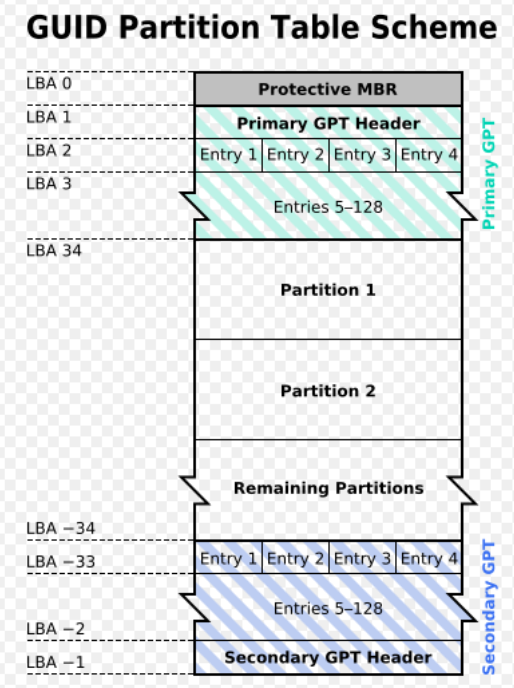 GUID Partition Table Scheme
LBA 0
Protective MBR
LBA 1
Primary GPT Header
LBA 2
Entry 1 Entry 2 Entry 3 Entry 4
LBA 3
Entries 5–128
Primary GPT
LBA 34
Partition 1
Partition 2
Remaining Partitions
LBA −34
LBA −33
Entry 1 Entry 2 Entry 3 Entry 4
Entries 5–128
LBA −2
Secondary GPT Header
LBA −1
Secondary GPT